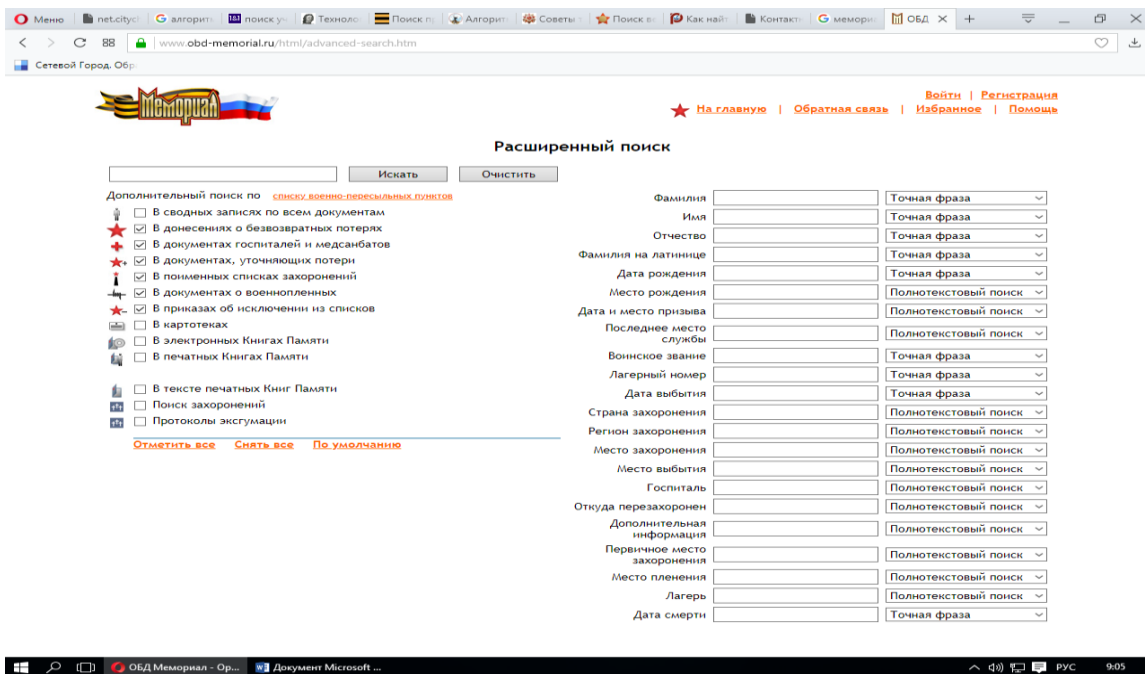 Меню net.citycl алгорит поиск уч Техноло Поиск п Алгорит Советы Поиск вс Как най Контакт мемори ОБД
www.obd-memorial.ru/html/advanced-search.htm
Сетевой Город. Обр
Мемориал
Войти | Регистрация
На главную | Обратная связь | Избранное | Помощь
Расширенный поиск
Искать Очистить
Дополнительный поиск по списку военно-пересыльных пунктов
В сводных записях по всем документам
В донесениях о безвозвратных потерях
В документах госпиталей и медсанбатов
В документах, уточняющих потери
В поименных списках захоронений
В документах о военнопленных
В приказах об исключении из списков
В картотеках
В электронных Книгах Памяти
В печатных Книгах Памяти
В тексте печатных Книг Памяти
Поиск захоронений
Протоколы эксгумации
Отметить все Снять все По умолчанию
Фамилия Точная фраза
Имя Точная фраза
Отчество Точная фраза
Фамилия на латинице Точная фраза
Дата рождения Точная фраза
Место рождения Полнотекстовый поиск
Дата и место призыва Полнотекстовый поиск
Последнее место
службы Полнотекстовый поиск
Воинское звание Точная фраза
Лагерный номер Точная фраза
Дата выбытия Точная фраза
Страна захоронения Полнотекстовый поиск
Регион захоронения Полнотекстовый поиск
Место захоронения Полнотекстовый поиск
Место выбытия Полнотекстовый поиск
Госпиталь Полнотекстовый поиск
Откуда перезахоронен Полнотекстовый поиск
Дополнительная
информация Полнотекстовый поиск
Первичное место
захоронения Полнотекстовый поиск
Место пленения Полнотекстовый поиск
Лагерь Полнотекстовый поиск
Дата смерти Точная фраза
ОБД Мемориал - Op... Документ Microsoft ... РУС 9:05